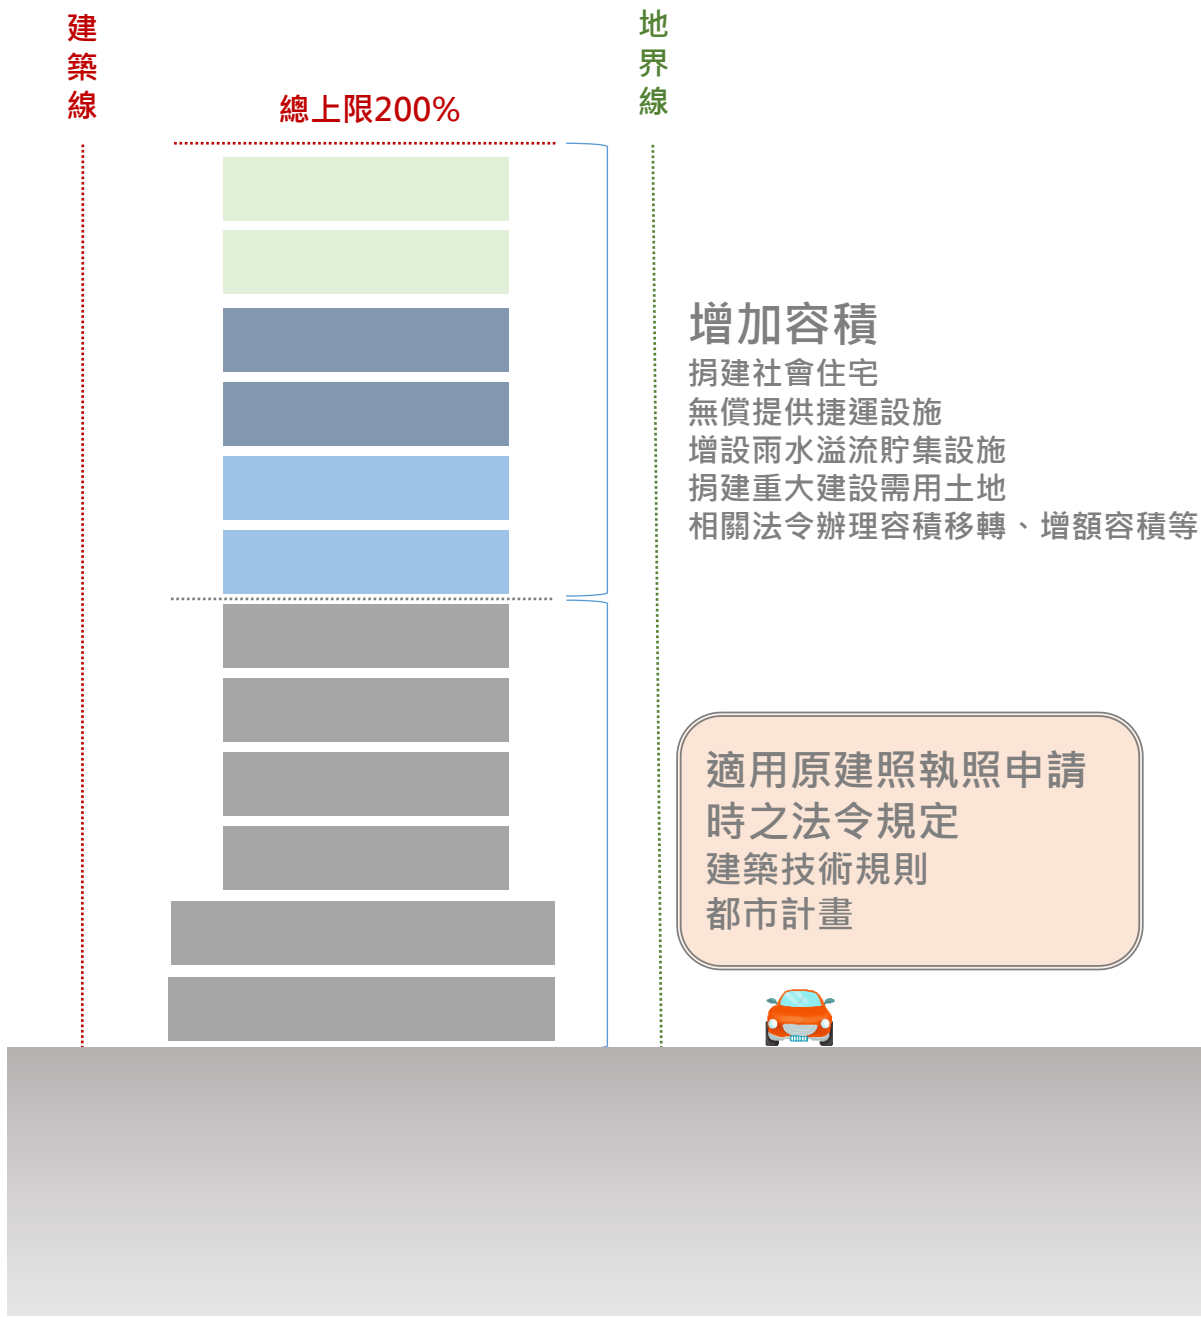 建築線
地界線
總上限200%
增加容積
捐建社會住宅
無償提供捷運設施
增設雨水溢流貯集設施
捐建重大建設需用土地
相關法令辦理容積移轉、增額容積等
適用原建照執照申請
時之法令規定
建築技術規則
都市計畫